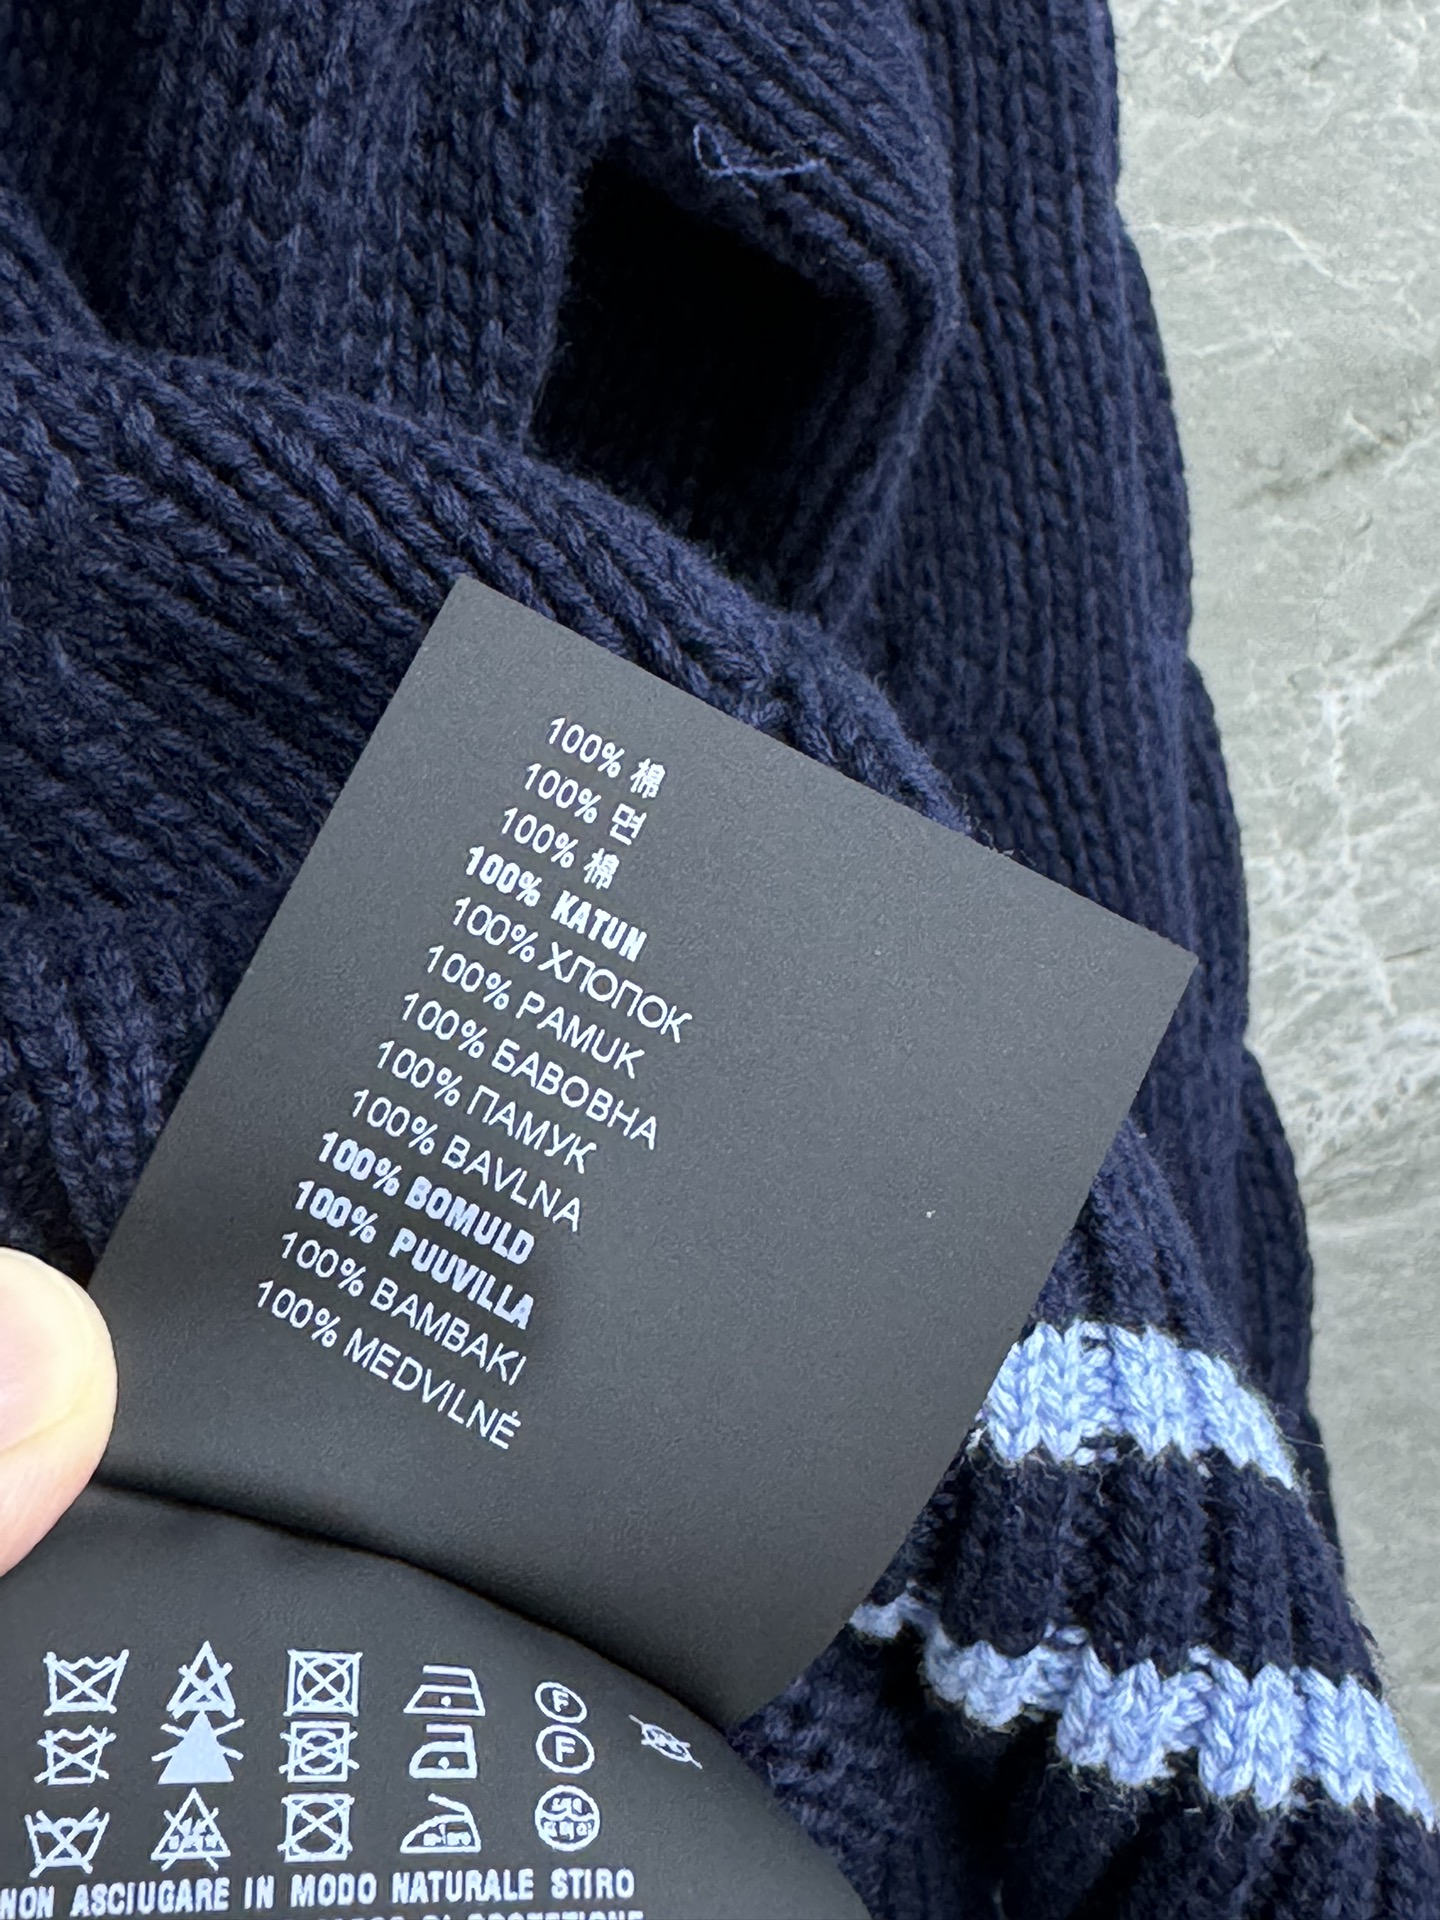 100% 棉
100% 면
100% 棉
100% KATUN
100% ХЛОПОК
100% PAMUK
100% БАВОВНА
100% ПАМУК
100% BAVLNA
100% BOMULD
100% PUUVILLA
100% BAMBAKI
100% MEDVILNĖ
F
F
NON ASCIUGARE IN MODO NATURALE STIRO